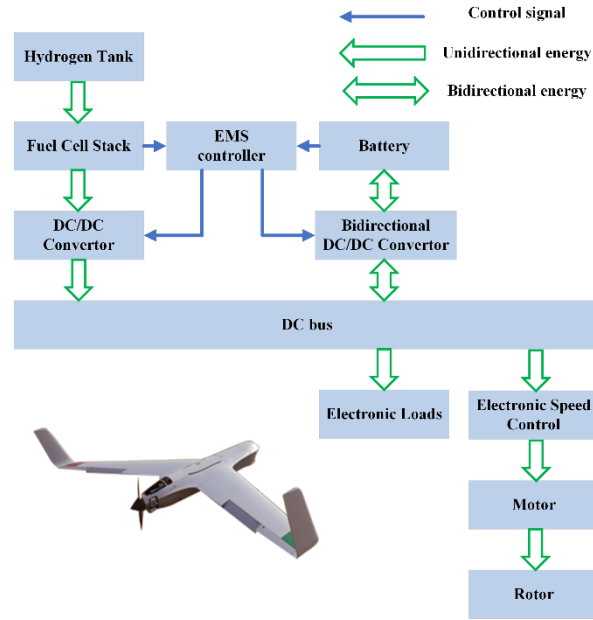 Control signal
Hydrogen Tank
Unidirectional energy
Bidirectional energy
Fuel Cell Stack
EMS
controller
Battery
DC/DC
Convertor
Bidirectional
DC/DC Convertor
DC bus
Electronic Loads
Electronic Speed
Control
Motor
Rotor